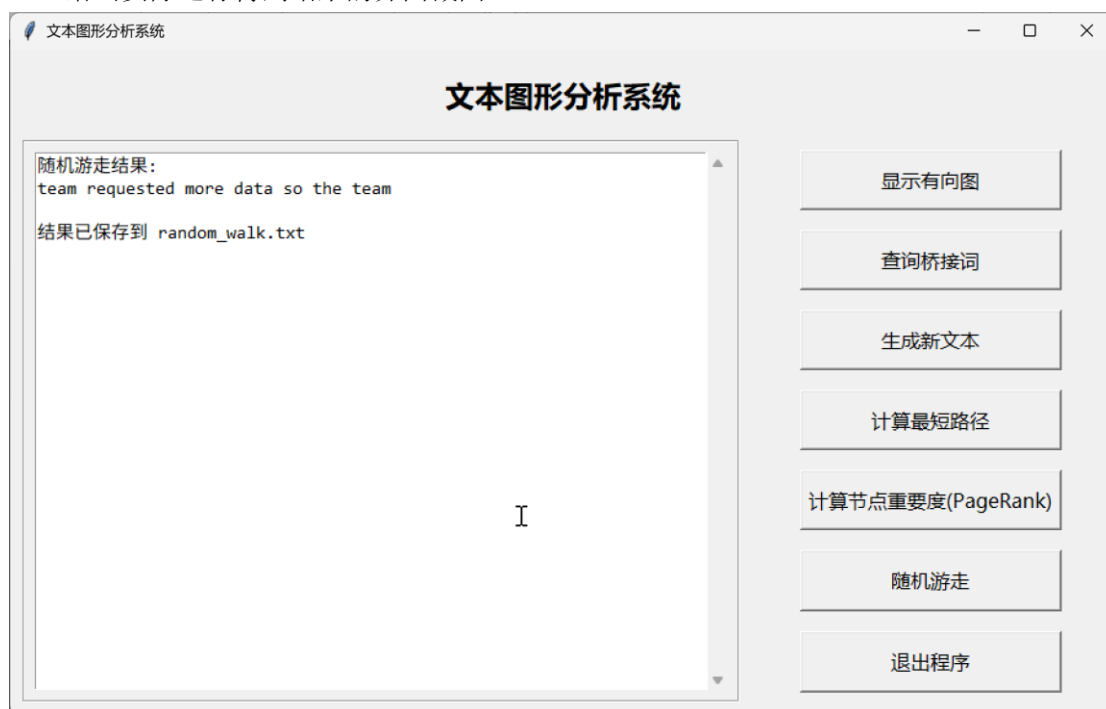 文本图形分析系统
文本图形分析系统
随机游走结果:
team requested more data so the team
结果已保存到 random_walk.txt
显示有向图
查询桥接词
生成新文本
计算最短路径
计算节点重要度(PageRank)
随机游走
退出程序